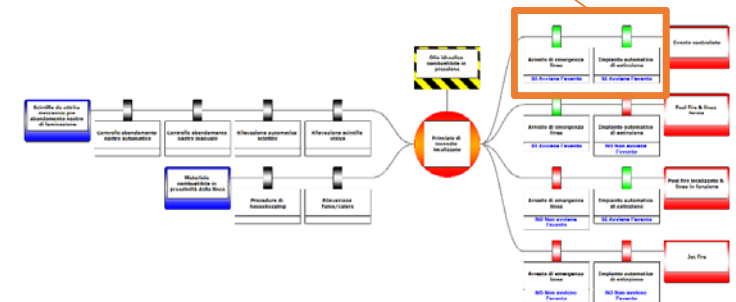 Olio idraulico
combustibile in
pressione
Principio di
incendio
localizzato
Scintille da attrito
meccanico per
sbandamento nastro
di laminazione
Controllo sbandamento
nastro automatico
Controllo sbandamento
nastro manuale
Rilevazione automatica
scintille
Rilevazione scintille
visiva
Materiale
combustibile in
prossimità della linea
Procedure di
housekeeping
Rilevazione
fumo/calore
Arresto di emergenza
linea
SI Avviene l'evento
Impianto automatico
di estinzione
SI Avviene l'evento
Evento controllato
Arresto di emergenza
linea
SI Avviene l'evento
Impianto automatico
di estinzione
NO Non avviene
l'evento
Pool fire & linea
ferma
Arresto di emergenza
linea
NO Non avviene
l'evento
Impianto automatico
di estinzione
SI Avviene l'evento
Pool fire localizzato &
linea in funzione
Arresto di emergenza
linea
NO Non avviene
l'evento
Impianto automatico
di estinzione
NO Non avviene
l'evento
Jet fire